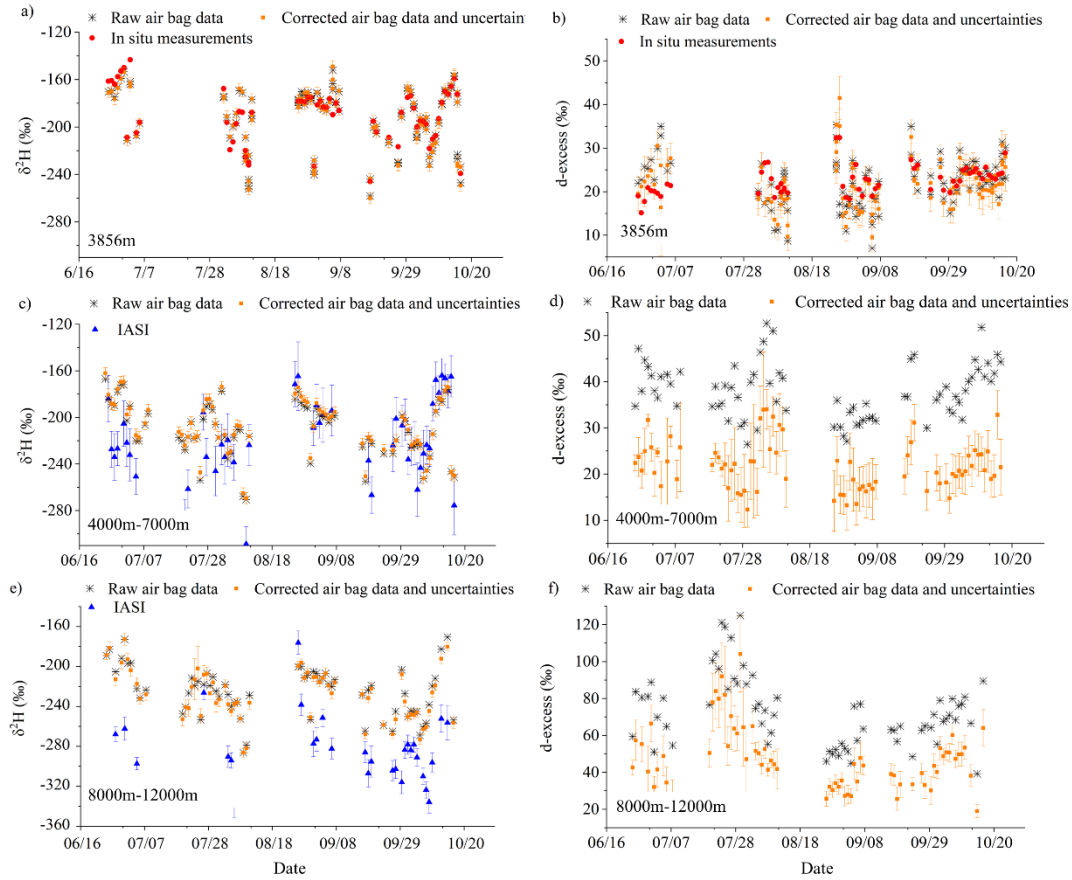 a)
Raw air bag data
Corrected air bag data and uncertain
In situ measurements
-120
-160
-200
-240
-280
δ²H (‰)
3856m
6/16
7/7
7/28
8/18
9/8
9/29
10/20
b)
Raw air bag data
Corrected air bag data and uncertainties
In situ measurements
50
40
30
20
10
d-excess (‰)
3856m
06/16
07/07
07/28
08/18
09/08
09/29
10/20
c)
Raw air bag data
Corrected air bag data and uncertainties
IASI
-120
-160
-200
-240
-280
δ²H (‰)
4000m-7000m
06/16
07/07
07/28
08/18
09/08
09/29
10/20
d)
Raw air bag data
Corrected air bag data and uncertainties
50
40
30
20
10
d-excess (‰)
4000m-7000m
06/16
07/07
07/28
08/18
09/08
09/29
10/20
e)
Raw air bag data
Corrected air bag data and uncertainties
IASI
-160
-200
-240
-280
-320
-360
δ²H (‰)
8000m-12000m
06/16
07/07
07/28
08/18
09/08
09/29
10/20
Date
f)
Raw air bag data
Corrected air bag data and uncertainties
120
100
80
60
40
20
d-excess (‰)
8000m-12000m
06/16
07/07
07/28
08/18
09/08
09/29
10/20
Date